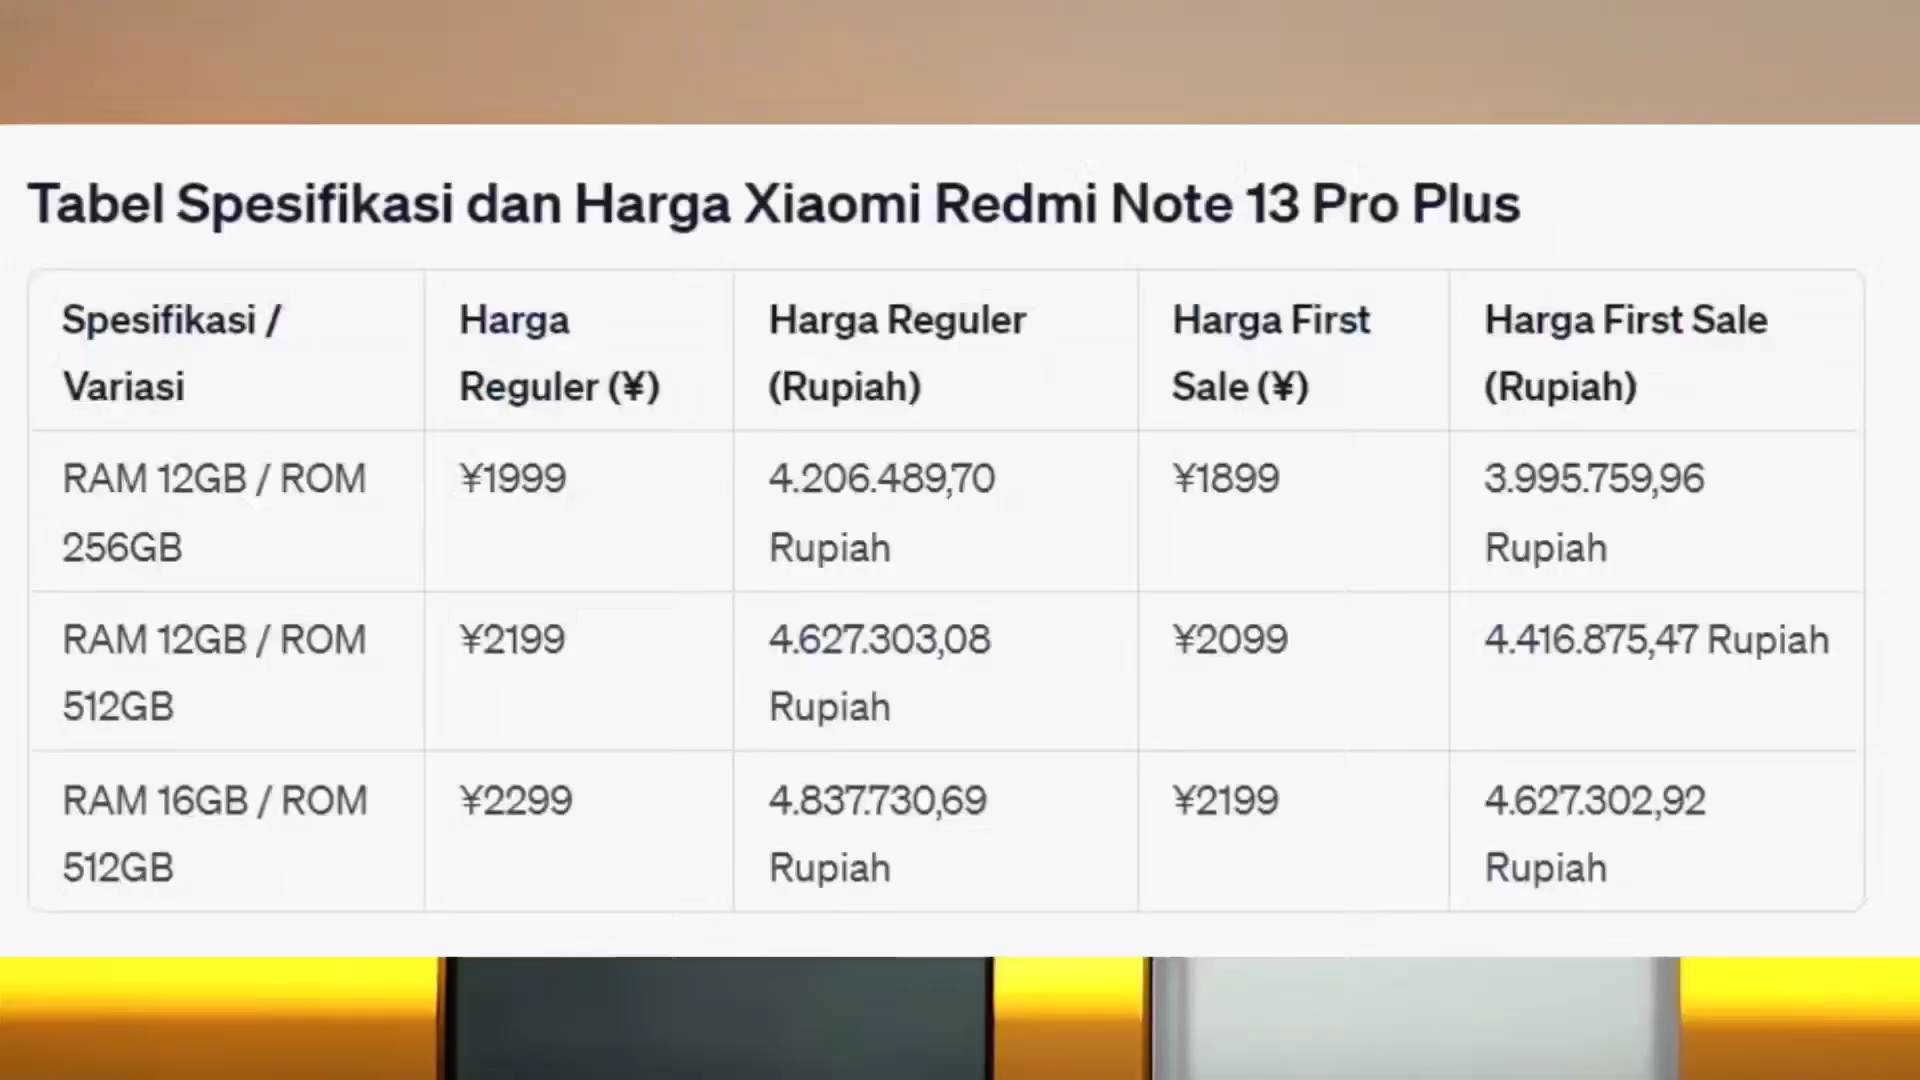 Tabel Spesifikasi dan Harga Xiaomi Redmi Note 13 Pro Plus
Spesifikasi / Variasi
Harga Reguler (¥)
Harga Reguler (Rupiah)
Harga First Sale (¥)
Harga First Sale (Rupiah)
RAM 12GB / ROM 256GB
¥1999
4.206.489,70 Rupiah
¥1899
3.995.759,96 Rupiah
RAM 12GB / ROM 512GB
¥2199
4.627.303,08 Rupiah
¥2099
4.416.875,47 Rupiah
RAM 16GB / ROM 512GB
¥2299
4.837.730,69 Rupiah
¥2199
4.627.302,92 Rupiah